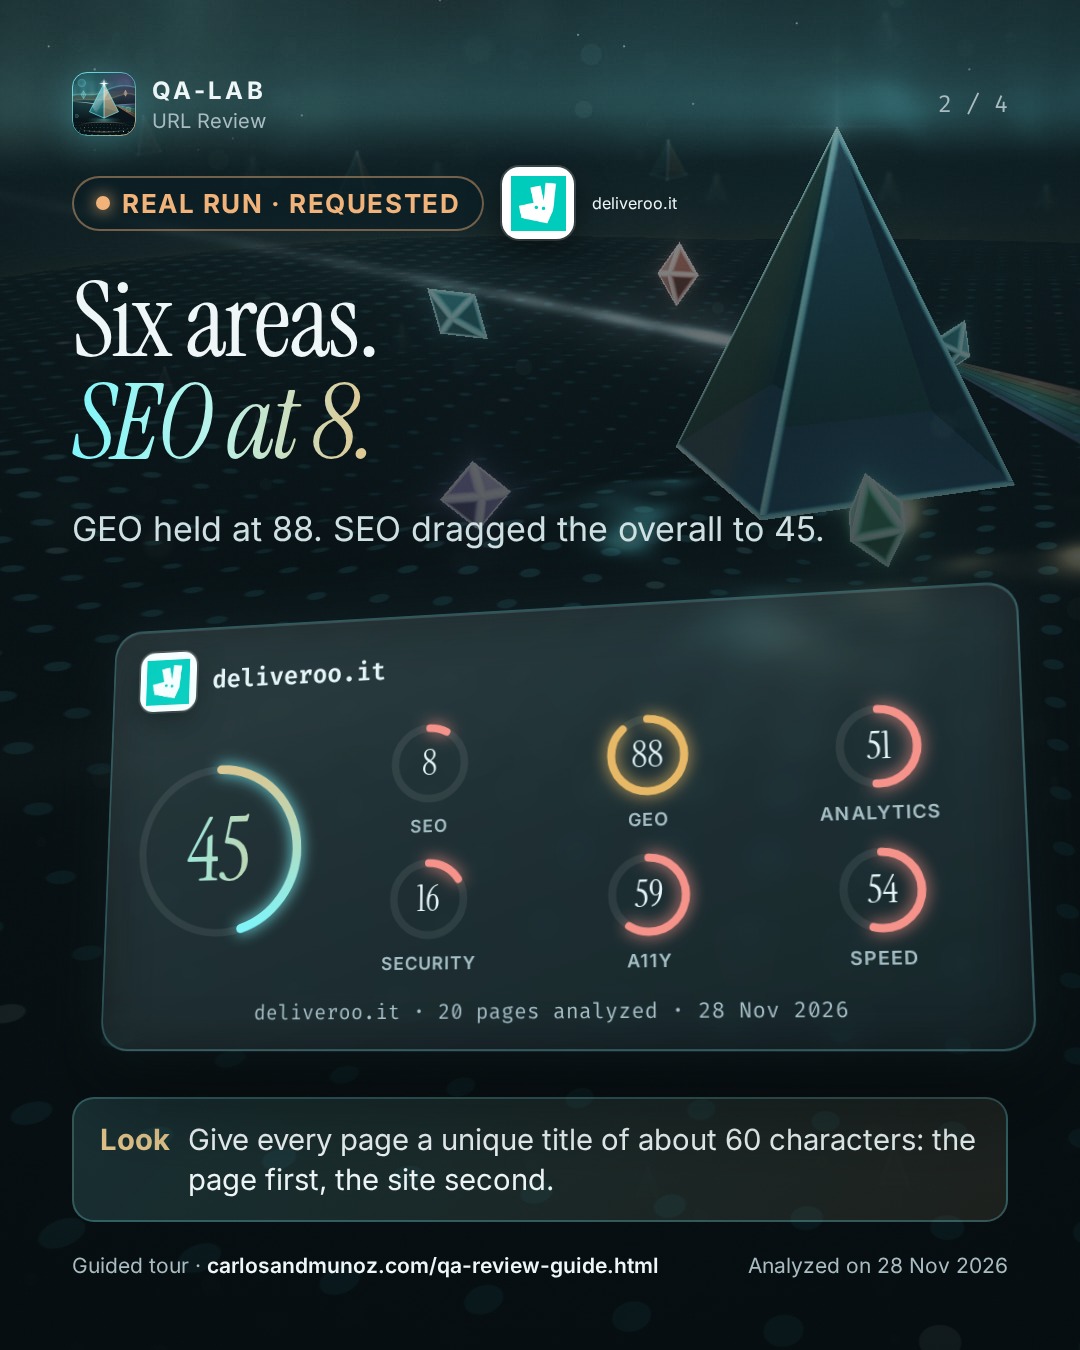 QA-LAB
URL Review
2 / 4
REAL RUN · REQUESTED
deliveroo.it
Six areas.
SEO at 8.
GEO held at 88. SEO dragged the overall to 45.
deliveroo.it
45
8
SEO
88
GEO
51
ANALYTICS
16
SECURITY
59
A11Y
54
SPEED
deliveroo.it · 20 pages analyzed · 28 Nov 2026
Look Give every page a unique title of about 60 characters: the
page first, the site second.
Guided tour · carlosandmunoz.com/qa-review-guide.html
Analyzed on 28 Nov 2026